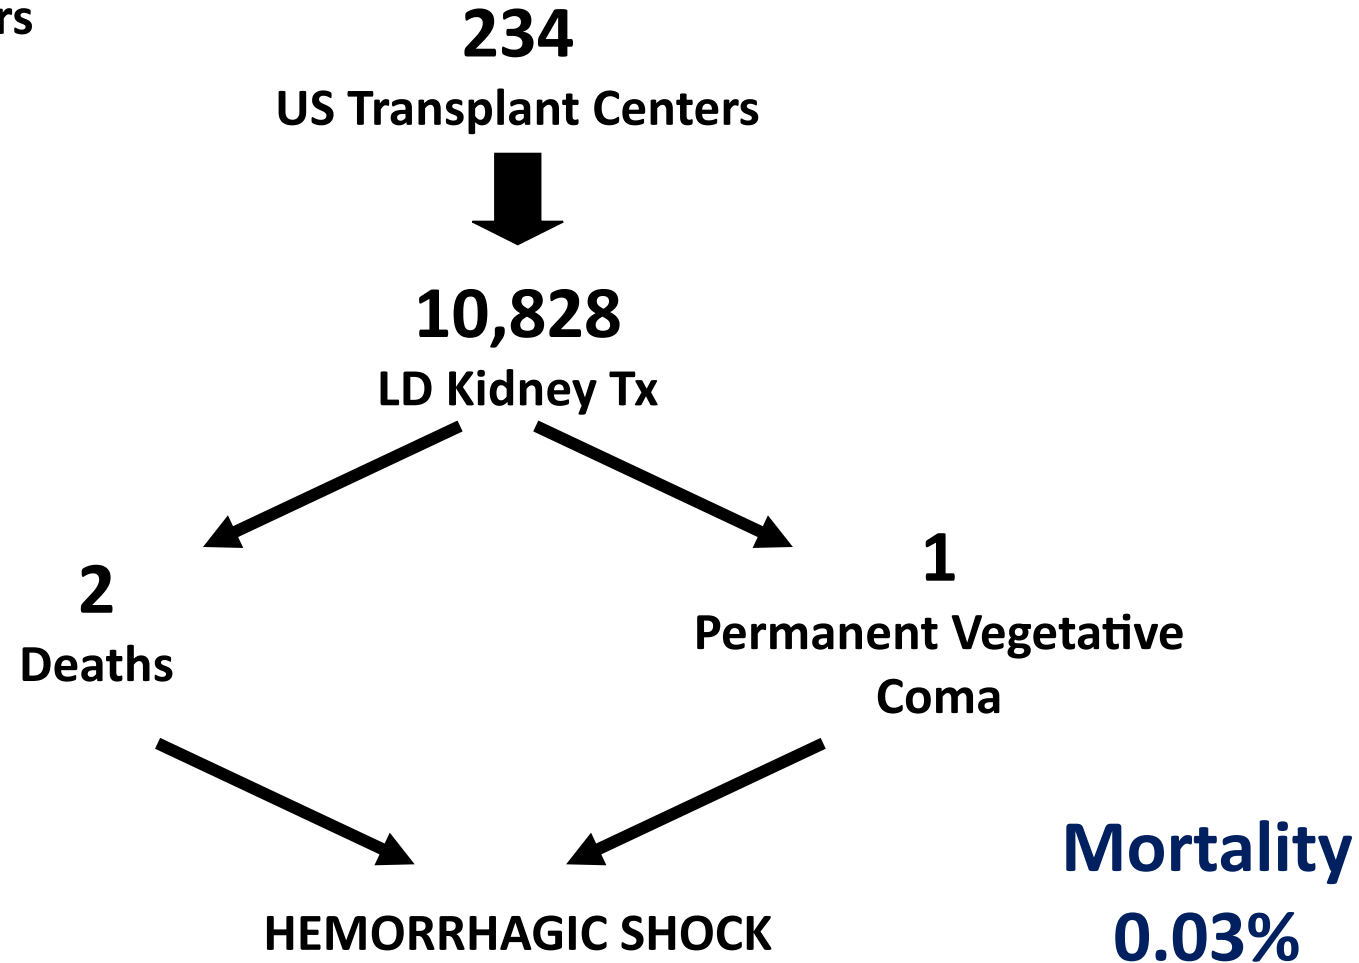 rs
234
US Transplant Centers
10,828
LD Kidney Tx
2
Deaths
1
Permanent Vegetative
Coma
HEMORRHAGIC SHOCK
Mortality
0.03%